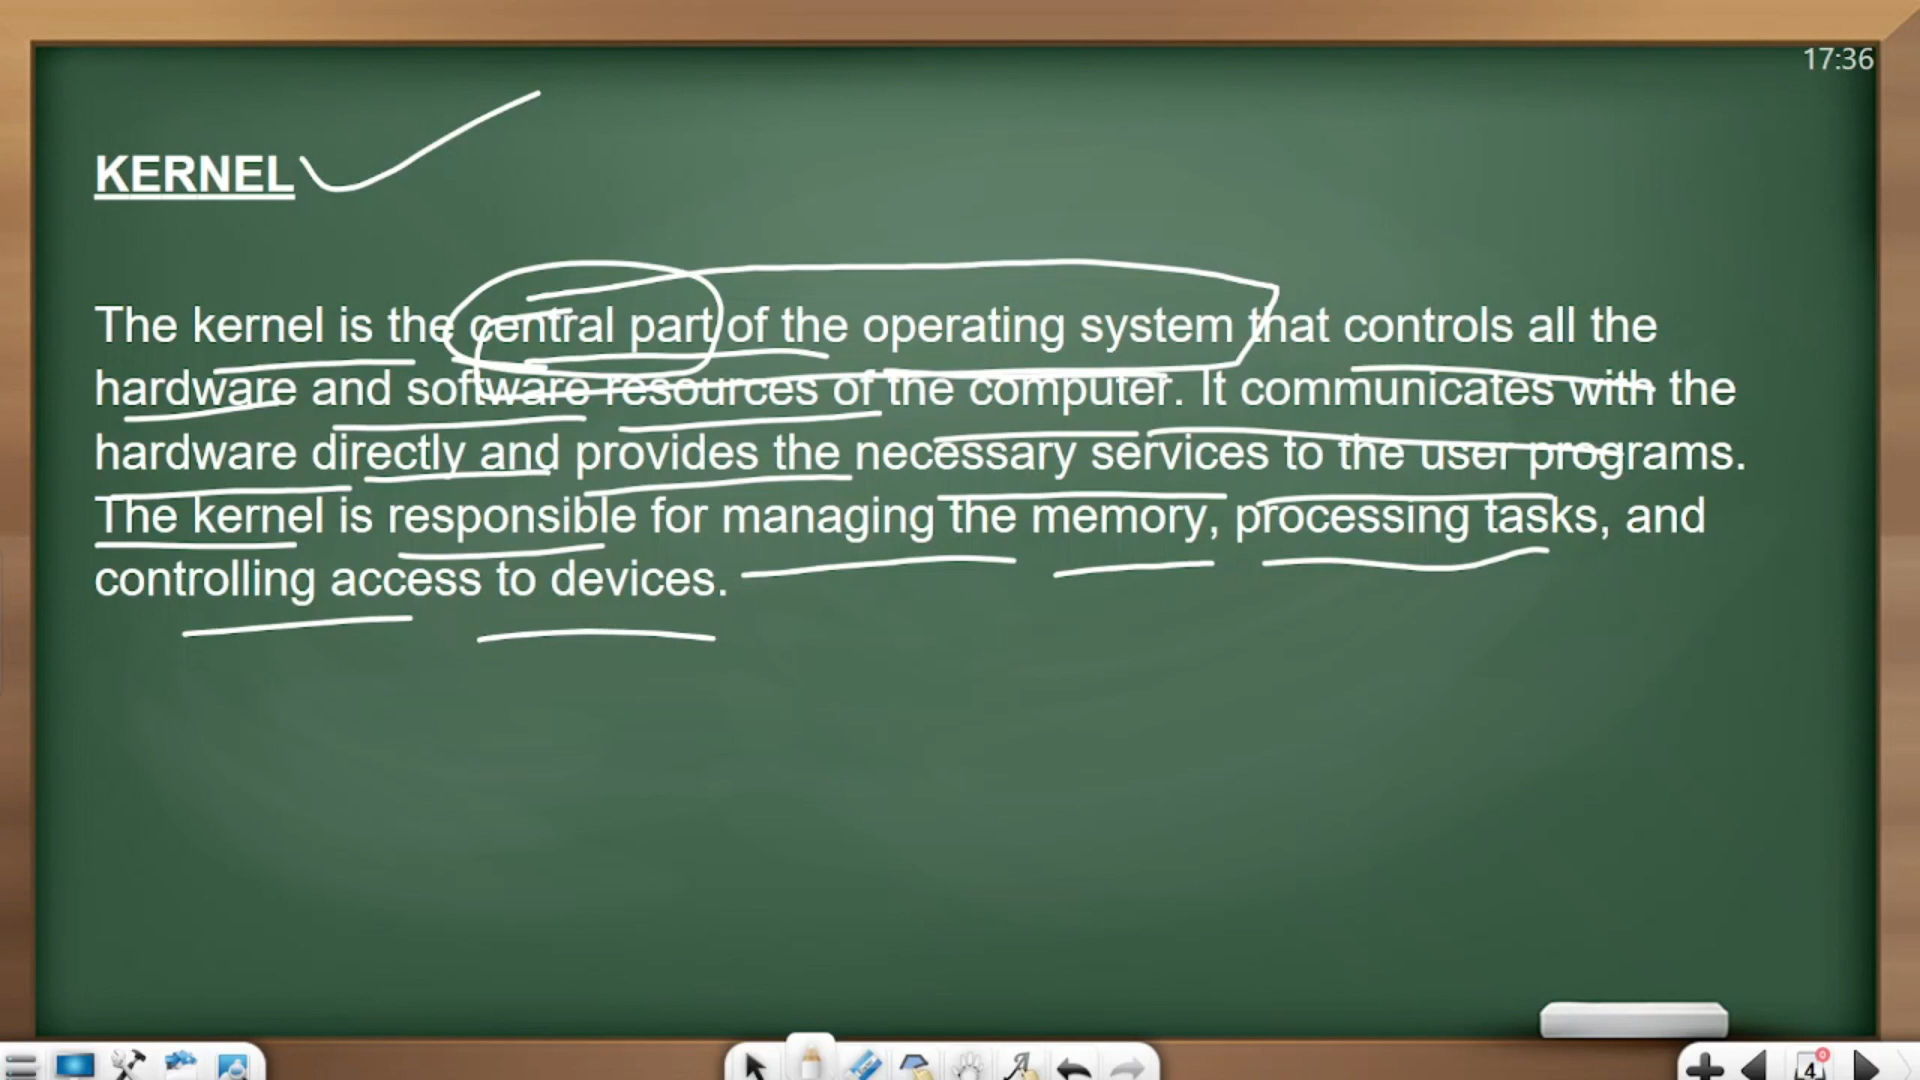 17:36
KERNEL
The kernel is the central part of the operating system that controls all the
hardware and software resources of the computer. It communicates with the
hardware directly and provides the necessary services to the user programs.
The kernel is responsible for managing the memory, processing tasks, and
controlling access to devices.
4
0